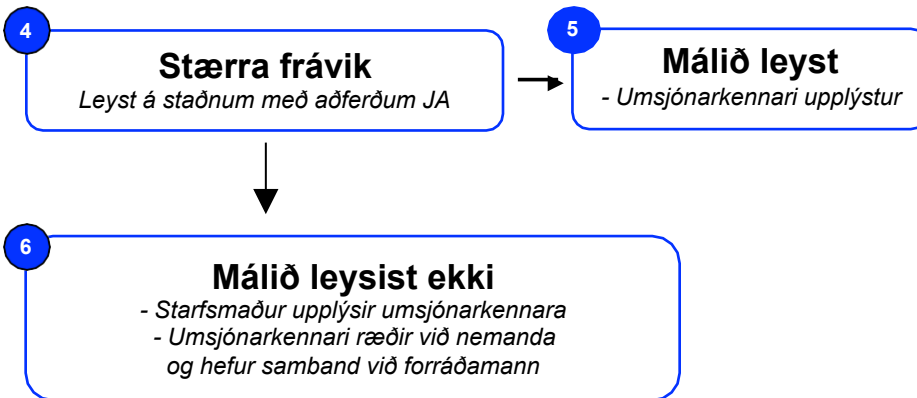 4
Stærra frávik
Leyst á staðnum með aðferðum JA
5
Málið leyst
- Umsjónarkennari upplýstur
6
Málið leysist ekki
- Starfsmaður upplýsir umsjónarkennara
- Umsjónarkennari ræðir við nemanda
og hefur samband við forráðamann